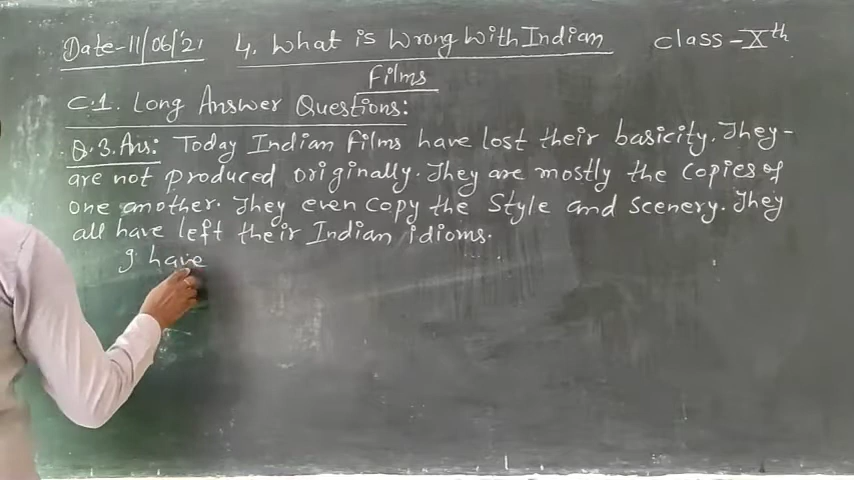 Date-11/06/'21 4. What is Wrong With Indian Class-Xth
Films
C.1. Long Answer Questions:
Q.3.Ans: Today Indian films have lost their basicity. They-
are not produced originally. They are mostly the copies of
one another. They even copy the style and scenery. They
all have left their Indian idioms.
I have